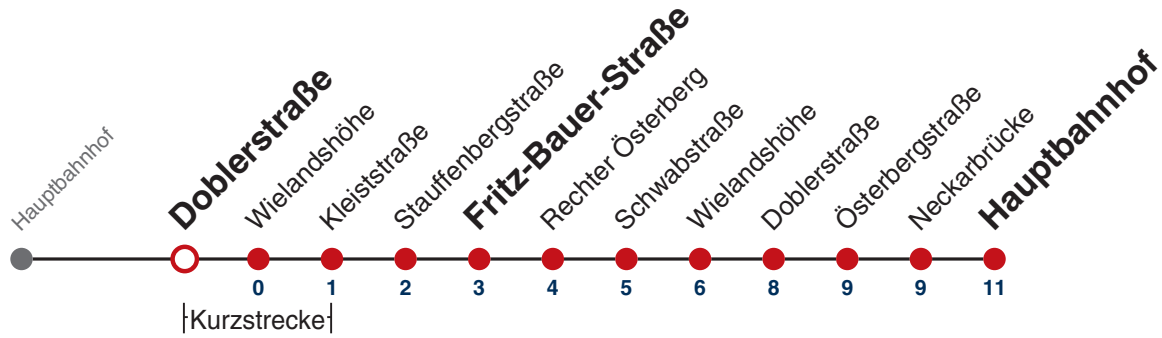 Hauptbahnhof
Doblerstraße
Wielandshöhe
Kleiststraße
Stauffenbergstraße
Fritz-Bauer-Straße
Rechter Österberg
Schwabstraße
Wielandshöhe
Doblerstraße
Österbergstraße
Neckarbrücke
Hauptbahnhof
0 1 2 3 4 5 6 8 9 9 11
Kurzstrecke